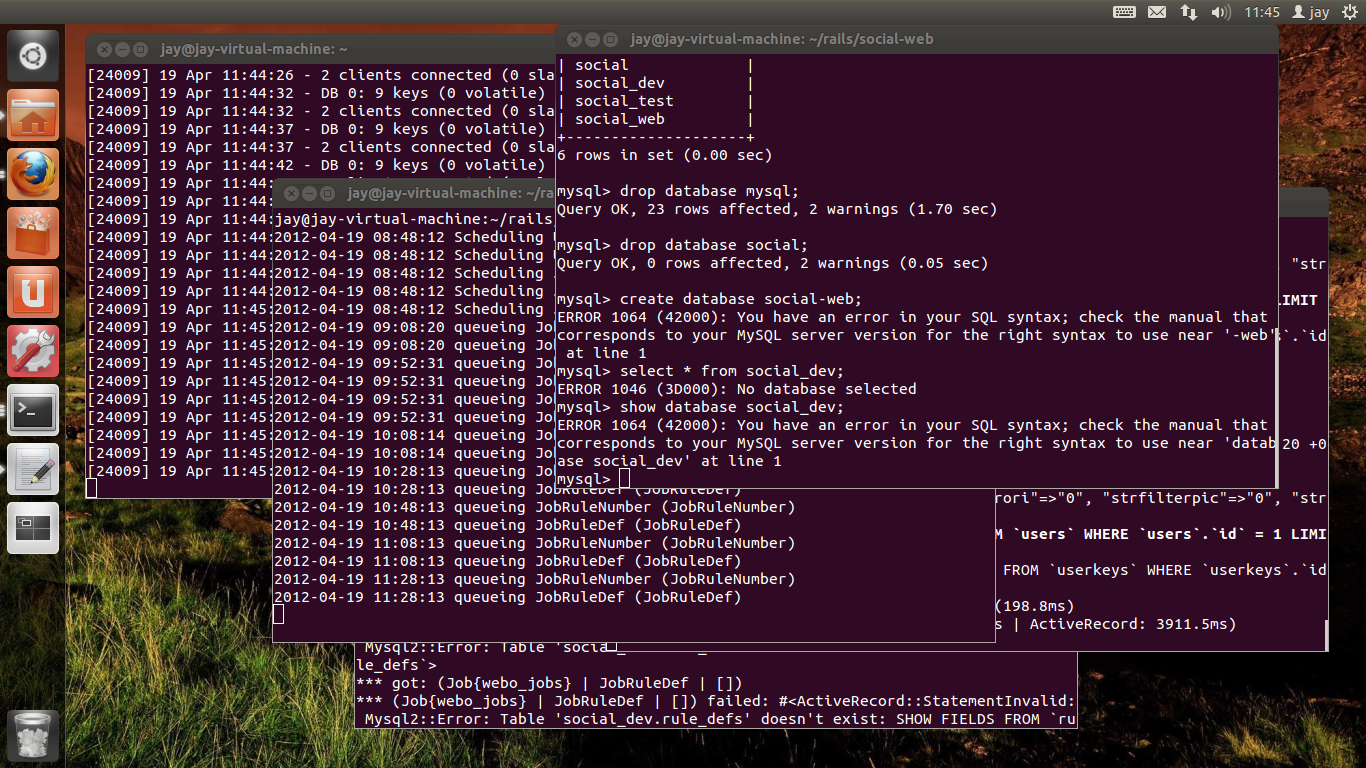 11:45 jay
jay@jay-virtual-machine: ~
[24009] 19 Apr 11:44:26 - 2 clients connected (0 sla
[24009] 19 Apr 11:44:32 - DB 0: 9 keys (0 volatile)
[24009] 19 Apr 11:44:32 - 2 clients connected (0 sla
[24009] 19 Apr 11:44:37 - DB 0: 9 keys (0 volatile)
[24009] 19 Apr 11:44:37 - 2 clients connected (0 sla
[24009] 19 Apr 11:44:42 - DB 0: 9 keys (0 volatile)
[24009] 19 Apr 11:44:
[24009] 19 Apr 11:44:
[24009] 19 Apr 11:44:
[24009] 19 Apr 11:44:
[24009] 19 Apr 11:44:
[24009] 19 Apr 11:44:
[24009] 19 Apr 11:44:
[24009] 19 Apr 11:45:
[24009] 19 Apr 11:45:
[24009] 19 Apr 11:45:
[24009] 19 Apr 11:45:
[24009] 19 Apr 11:45:
[24009] 19 Apr 11:45:
[24009] 19 Apr 11:45:
[24009] 19 Apr 11:45:
[24009] 19 Apr 11:45:
[24009] 19 Apr 11:45:
jay@jay-virtual-machine: ~/rai
jay@jay-virtual-machine:~/rails
2012-04-19 08:48:12 Scheduling
2012-04-19 08:48:12 Scheduling
2012-04-19 08:48:12 Scheduling
2012-04-19 08:48:12 Scheduling
2012-04-19 08:48:12 Scheduling
2012-04-19 09:08:20 queueing Job
2012-04-19 09:08:20 queueing Job
2012-04-19 09:52:31 queueing Job
2012-04-19 09:52:31 queueing Job
2012-04-19 09:52:31 queueing Job
2012-04-19 09:52:31 queueing Job
2012-04-19 10:08:14 queueing Job
2012-04-19 10:08:14 queueing Job
2012-04-19 10:28:13 queueing Job
2012-04-19 10:28:13 queueing JobRuleDef (JobRuleDef)
2012-04-19 10:48:13 queueing JobRuleNumber (JobRuleNumber)
2012-04-19 10:48:13 queueing JobRuleDef (JobRuleDef)
2012-04-19 11:08:13 queueing JobRuleNumber (JobRuleNumber)
2012-04-19 11:08:13 queueing JobRuleDef (JobRuleDef)
2012-04-19 11:28:13 queueing JobRuleNumber (JobRuleNumber)
2012-04-19 11:28:13 queueing JobRuleDef (JobRuleDef)
jay@jay-virtual-machine: ~/rails/social-web
| social |
| social_dev |
| social_test |
| social_web |
+--------------------+
6 rows in set (0.00 sec)
mysql> drop database mysql;
Query OK, 23 rows affected, 2 warnings (1.70 sec)
mysql> drop database social;
Query OK, 0 rows affected, 2 warnings (0.05 sec)
mysql> create database social-web;
ERROR 1064 (42000): You have an error in your SQL syntax; check the manual that
corresponds to your MySQL server version for the right syntax to use near '-web'
at line 1
mysql> select * from social_dev;
ERROR 1046 (3D000): No database selected
mysql> show database social_dev;
ERROR 1064 (42000): You have an error in your SQL syntax; check the manual that
corresponds to your MySQL server version for the right syntax to use near 'datab
ase social_dev' at line 1
mysql>
"str
LIMIT
`.`id
20 +0
rori"=>"0", "strfilterpic"=>"0", "str
M `users` WHERE `users`.`id` = 1 LIMI
FROM `userkeys` WHERE `userkeys`.`id
(198.8ms)
s | ActiveRecord: 3911.5ms)
Mysql2::Error: Table 'socia
le_defs`>
*** got: (Job{webo_jobs} | JobRuleDef | [])
*** (Job{webo_jobs} | JobRuleDef | []) failed: #<ActiveRecord::StatementInvalid:
Mysql2::Error: Table 'social_dev.rule_defs' doesn't exist: SHOW FIELDS FROM `ru